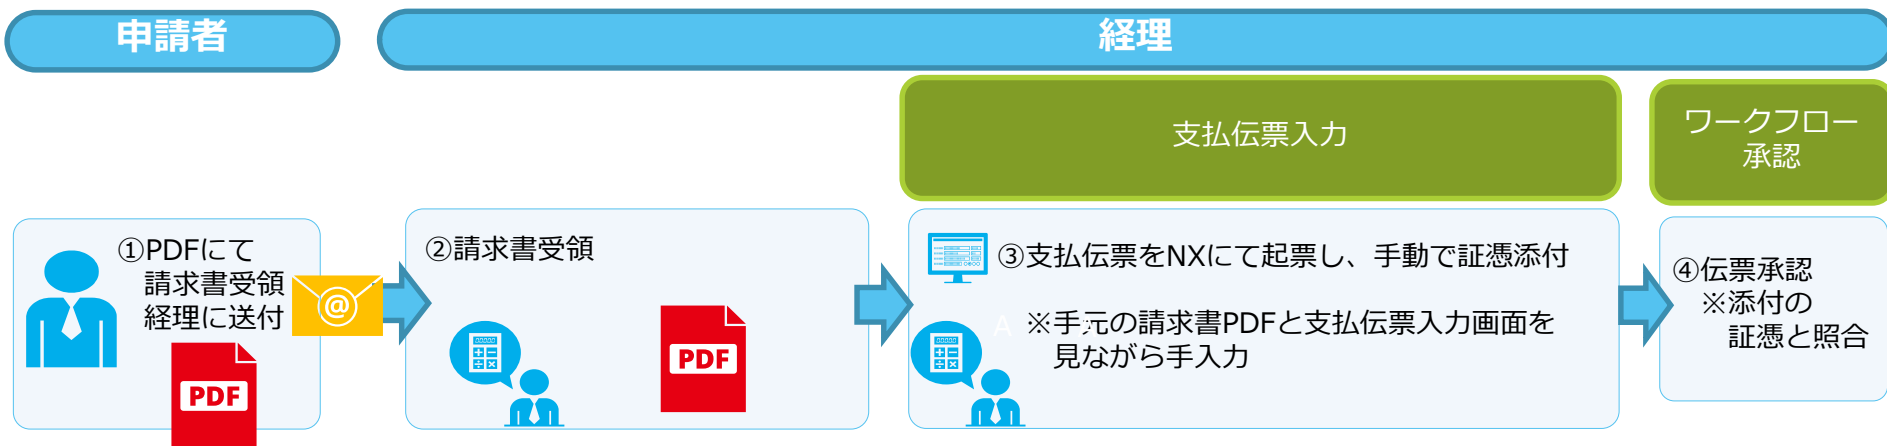 申請者
経理
支払伝票入力
ワークフロー
承認
①PDFにて
請求書受領
経理に送付
@
PDF
②請求書受領
PDF
③支払伝票をNXにて起票し、手動で証憑添付
※手元の請求書PDFと支払伝票入力画面を
見ながら手入力
④伝票承認
※添付の
証憑と照合